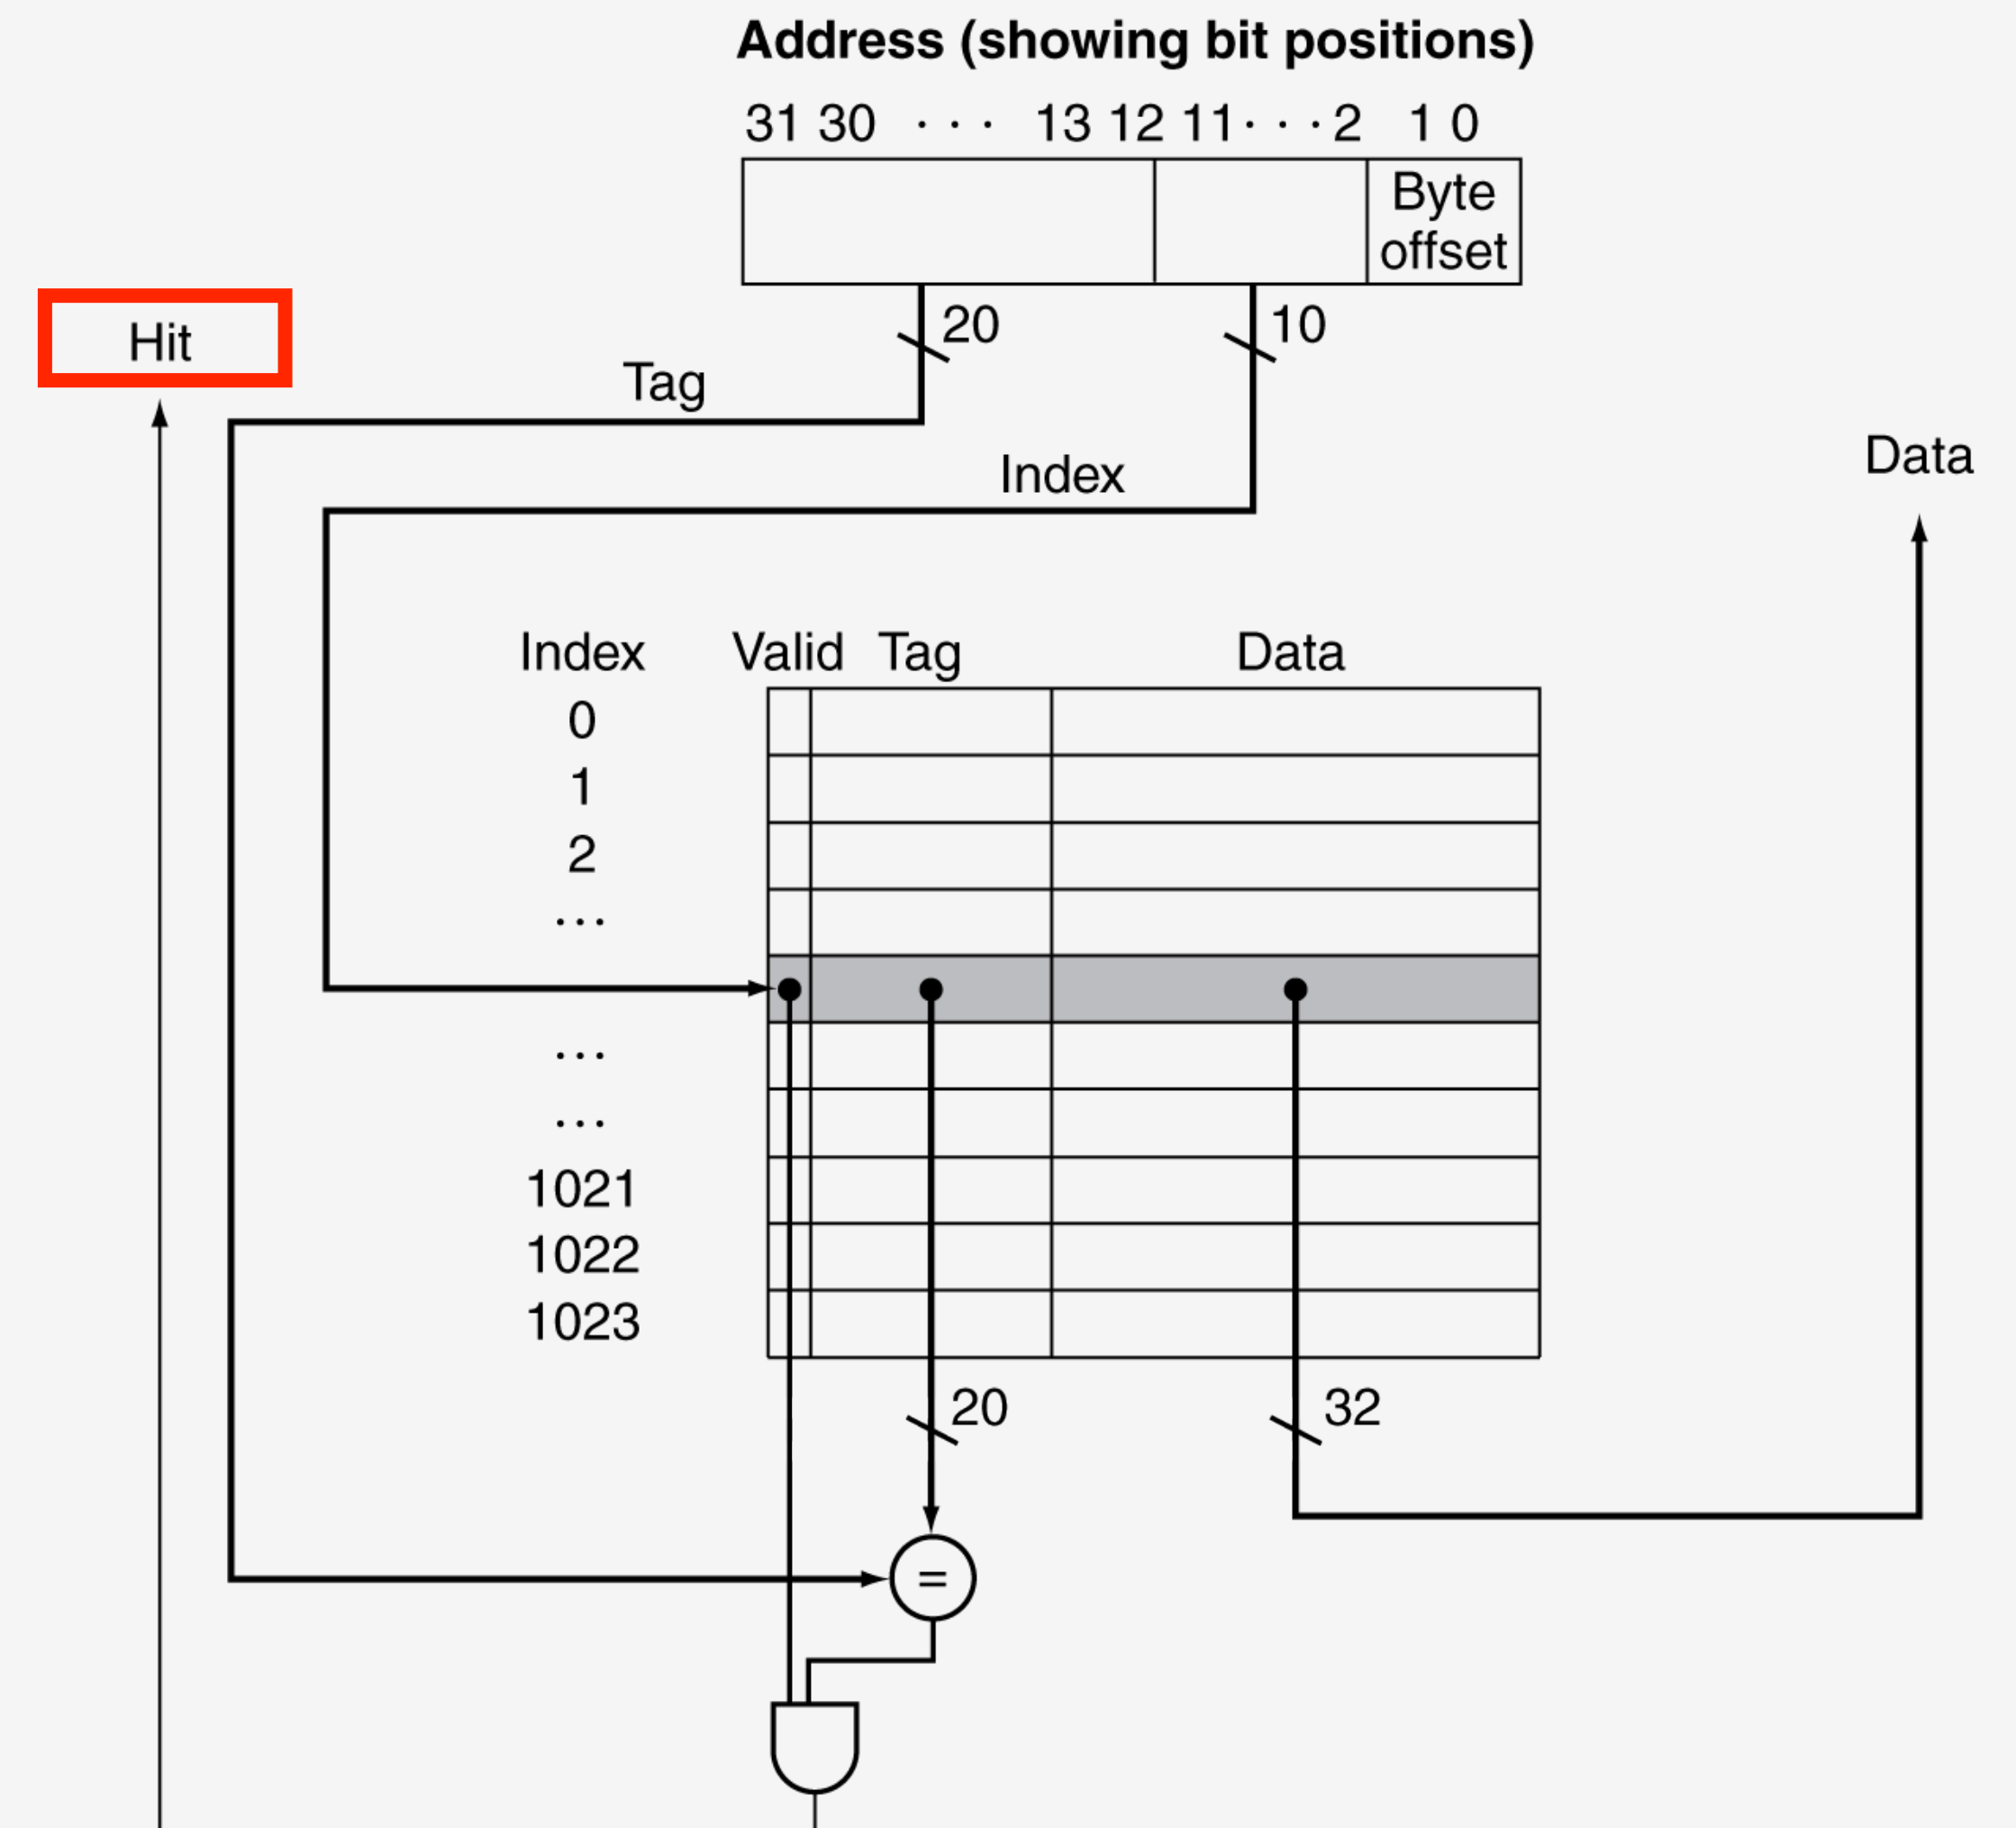 Address (showing bit positions)
31 30 ··· 13 12 11···2 1 0
Byte
offset
20 10
Hit
Tag
Index
Data
Index Valid Tag Data
0
1
2
···
···
···
1021
1022
1023
20 32
=